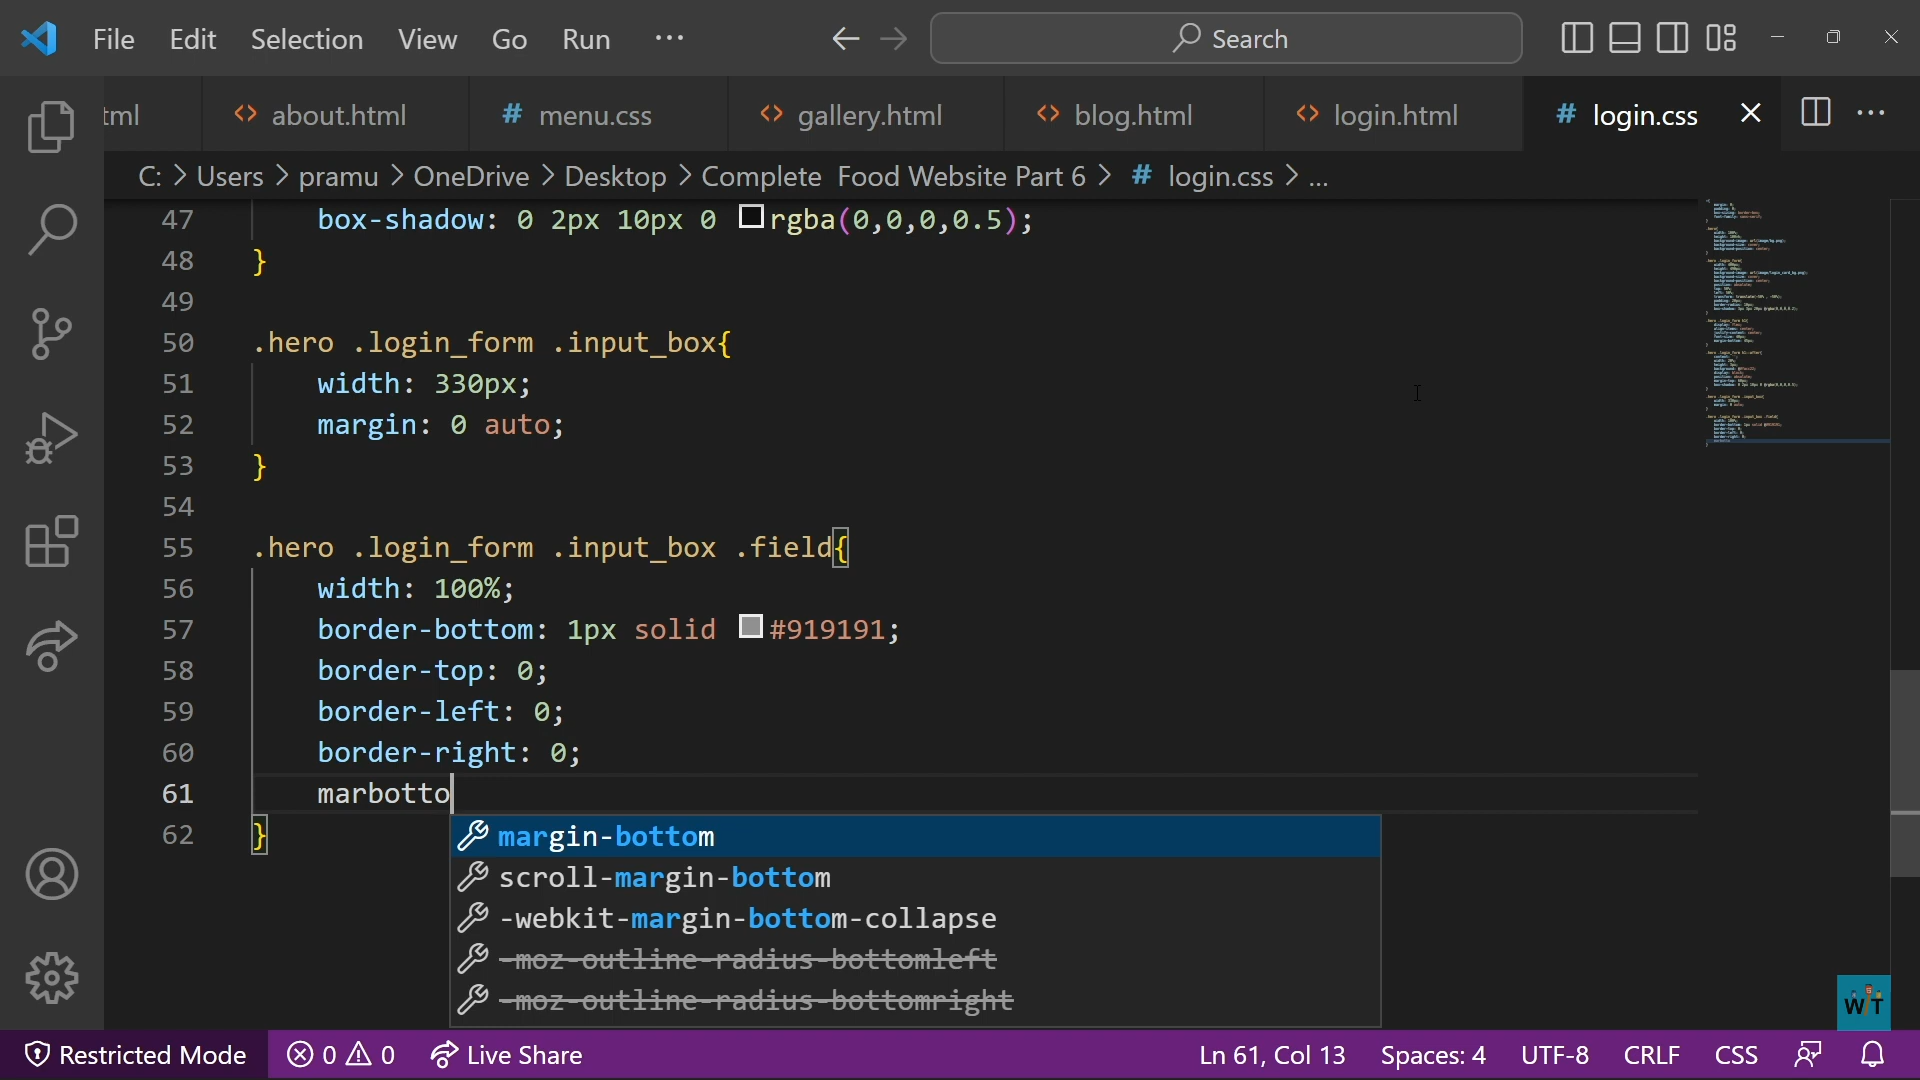 File Edit Selection View Go Run ··· Search
tml about.html menu.css gallery.html blog.html login.html login.css
C: > Users > pramu > OneDrive > Desktop > Complete Food Website Part 6 > # login.css > ...
47 box-shadow: 0 2px 10px 0 rgba(0,0,0,0.5);
48 }
49
50 .hero .login_form .input_box{
51 width: 330px;
52 margin: 0 auto;
53 }
54
55 .hero .login_form .input_box .field{
56 width: 100%;
57 border-bottom: 1px solid #919191;
58 border-top: 0;
59 border-left: 0;
60 border-right: 0;
61 marbotto
62 }
margin-bottom
scroll-margin-bottom
-webkit-margin-bottom-collapse
-moz-outline-radius-bottomleft
-moz-outline-radius-bottomright
WIT
Restricted Mode 0 0 Live Share Ln 61, Col 13 Spaces: 4 UTF-8 CRLF CSS